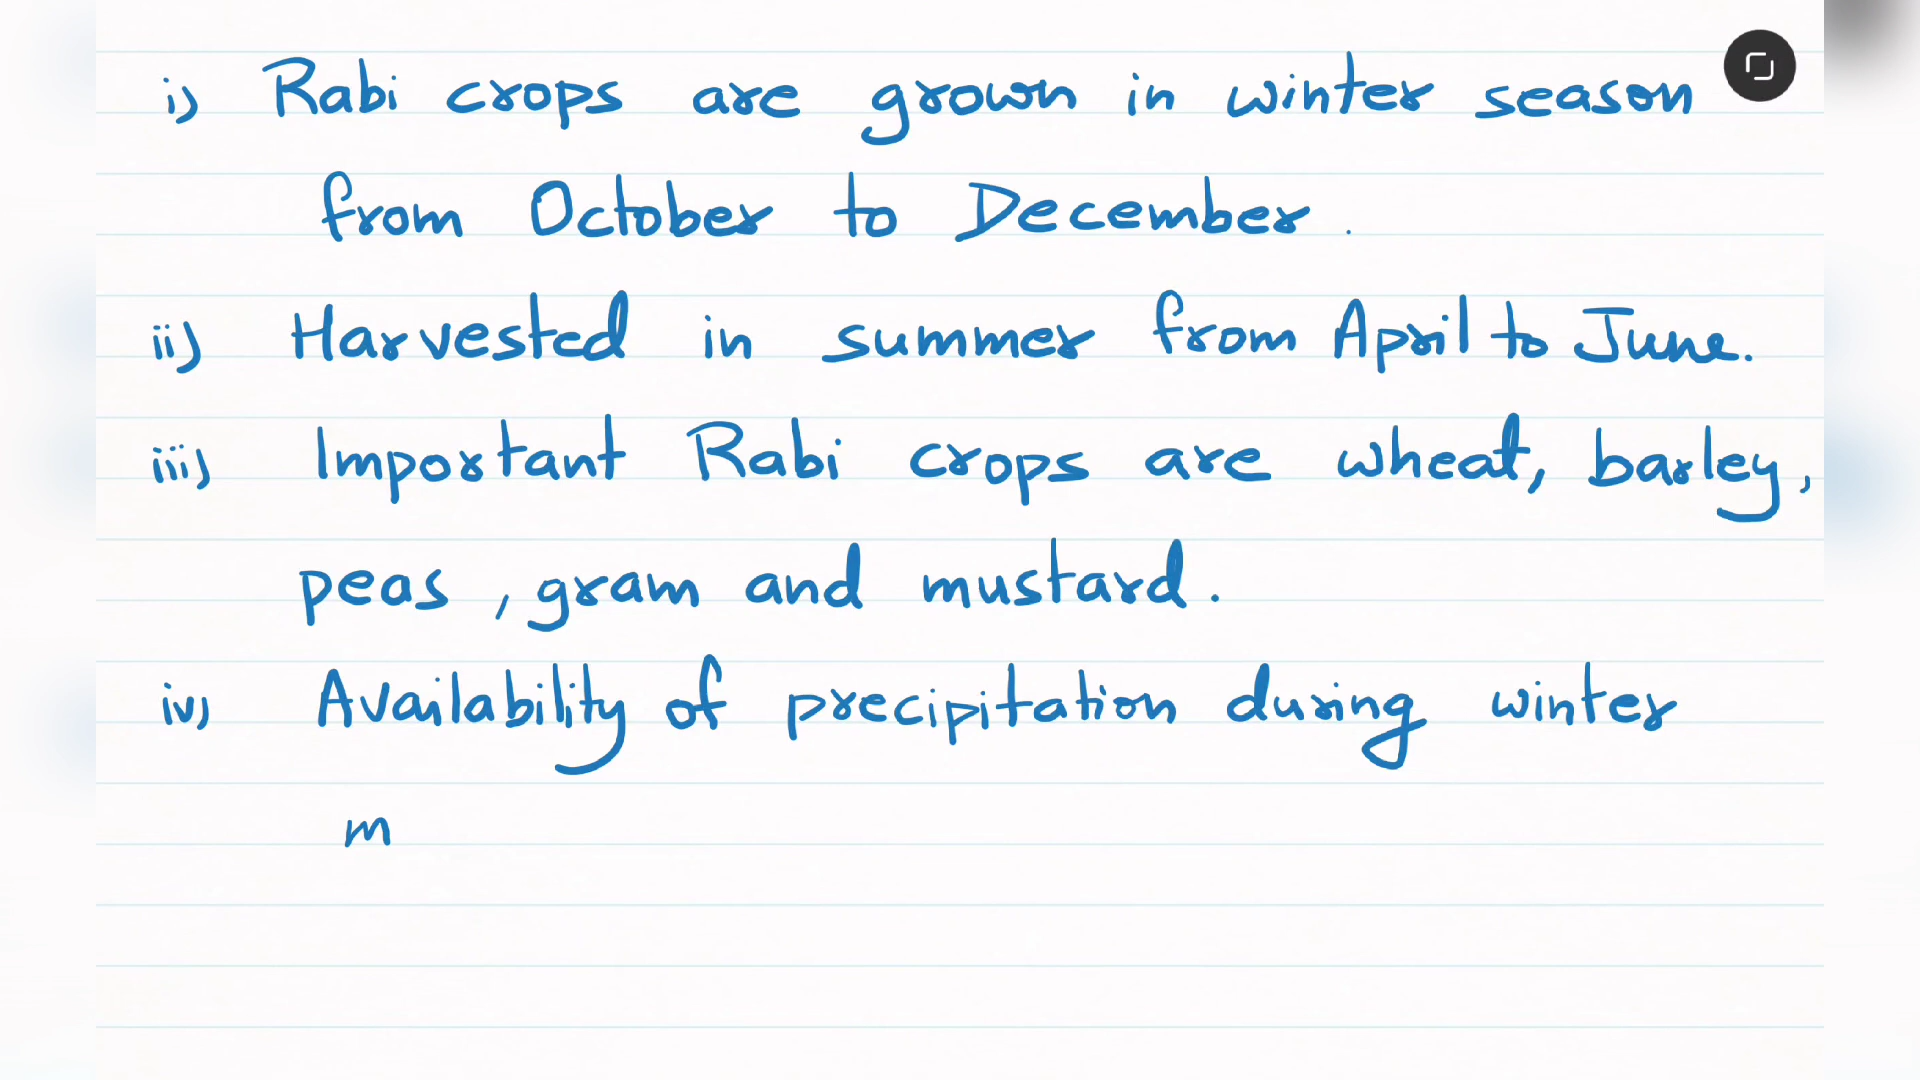 i) Rabi crops are grown in winter season
from October to December.
ii) Harvested in summer from April to June.
iii) Important Rabi crops are wheat, barley,
peas, gram and mustard.
iv) Availability of precipitation during winter
m